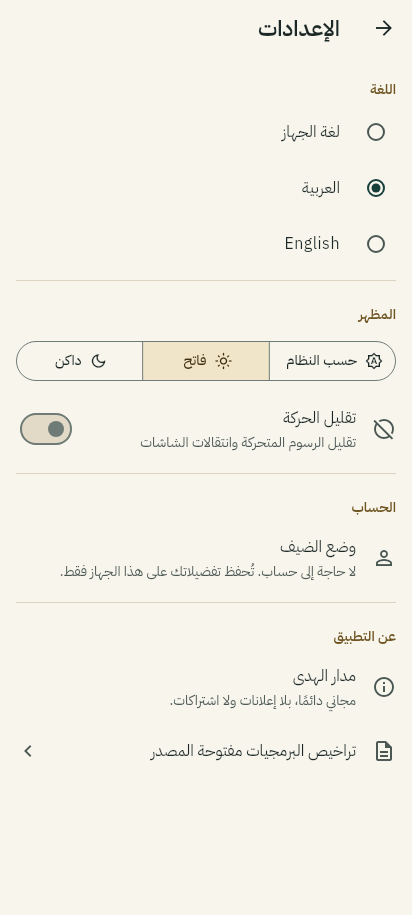 الإعدادات
اللغة
لغة الجهاز
العربية
English
المظهر
حسب النظام
فاتح
داكن
تقليل الحركة
تقليل الرسوم المتحركة وانتقالات الشاشات
الحساب
وضع الضيف
لا حاجة إلى حساب. تُحفظ تفضيلاتك على هذا الجهاز فقط.
عن التطبيق
مدار الهدى
مجاني دائمًا، بلا إعلانات ولا اشتراكات.
تراخيص البرمجيات مفتوحة المصدر